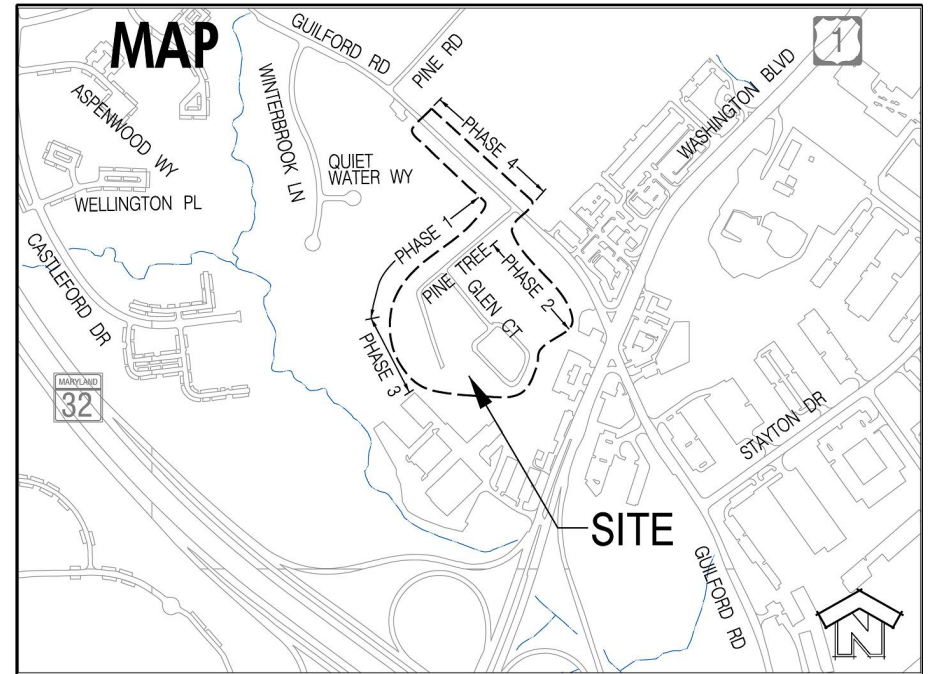 MAP
GUILFORD RD
PINE RD
1
WASHINGTON BLVD
ASPENWOOD WY
WINTERBROOK LN
PHASE 4
QUIET
WATER WY
WELLINGTON PL
PHASE 1
CASTLEFORD DR
PINE TREE
PHASE 2
GLEN CT
PHASE 3
MARYLAND
32
STAYTON DR
SITE
GUILFORD RD
N